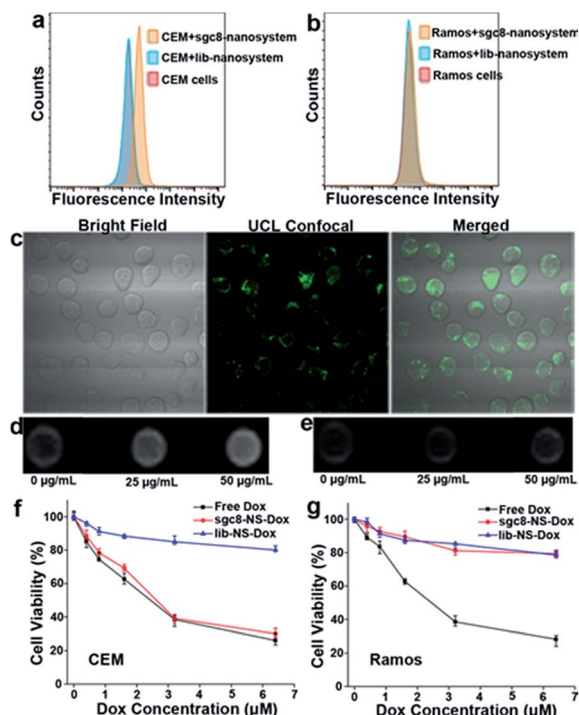 a
CEM+sgc8-nanosystem
CEM+lib-nanosystem
CEM cells
Counts
Fluorescence Intensity
b
Ramos+sgc8-nanosystem
Ramos+lib-nanosystem
Ramos cells
Counts
Fluorescence Intensity
Bright Field UCL Confocal Merged
c
d
0 µg/mL 25 µg/mL 50 µg/mL
e
0 µg/mL 25 µg/mL 50 µg/mL
f
Free Dox
sgc8-NS-Dox
lib-NS-Dox
Cell Viability (%)
100
80
60
40
20
0
CEM
0 1 2 3 4 5 6 7
Dox Concentration (µM)
g
Free Dox
sgc8-NS-Dox
lib-NS-Dox
Cell Viability (%)
100
80
60
40
20
0
Ramos
0 1 2 3 4 5 6 7
Dox Concentration (µM)